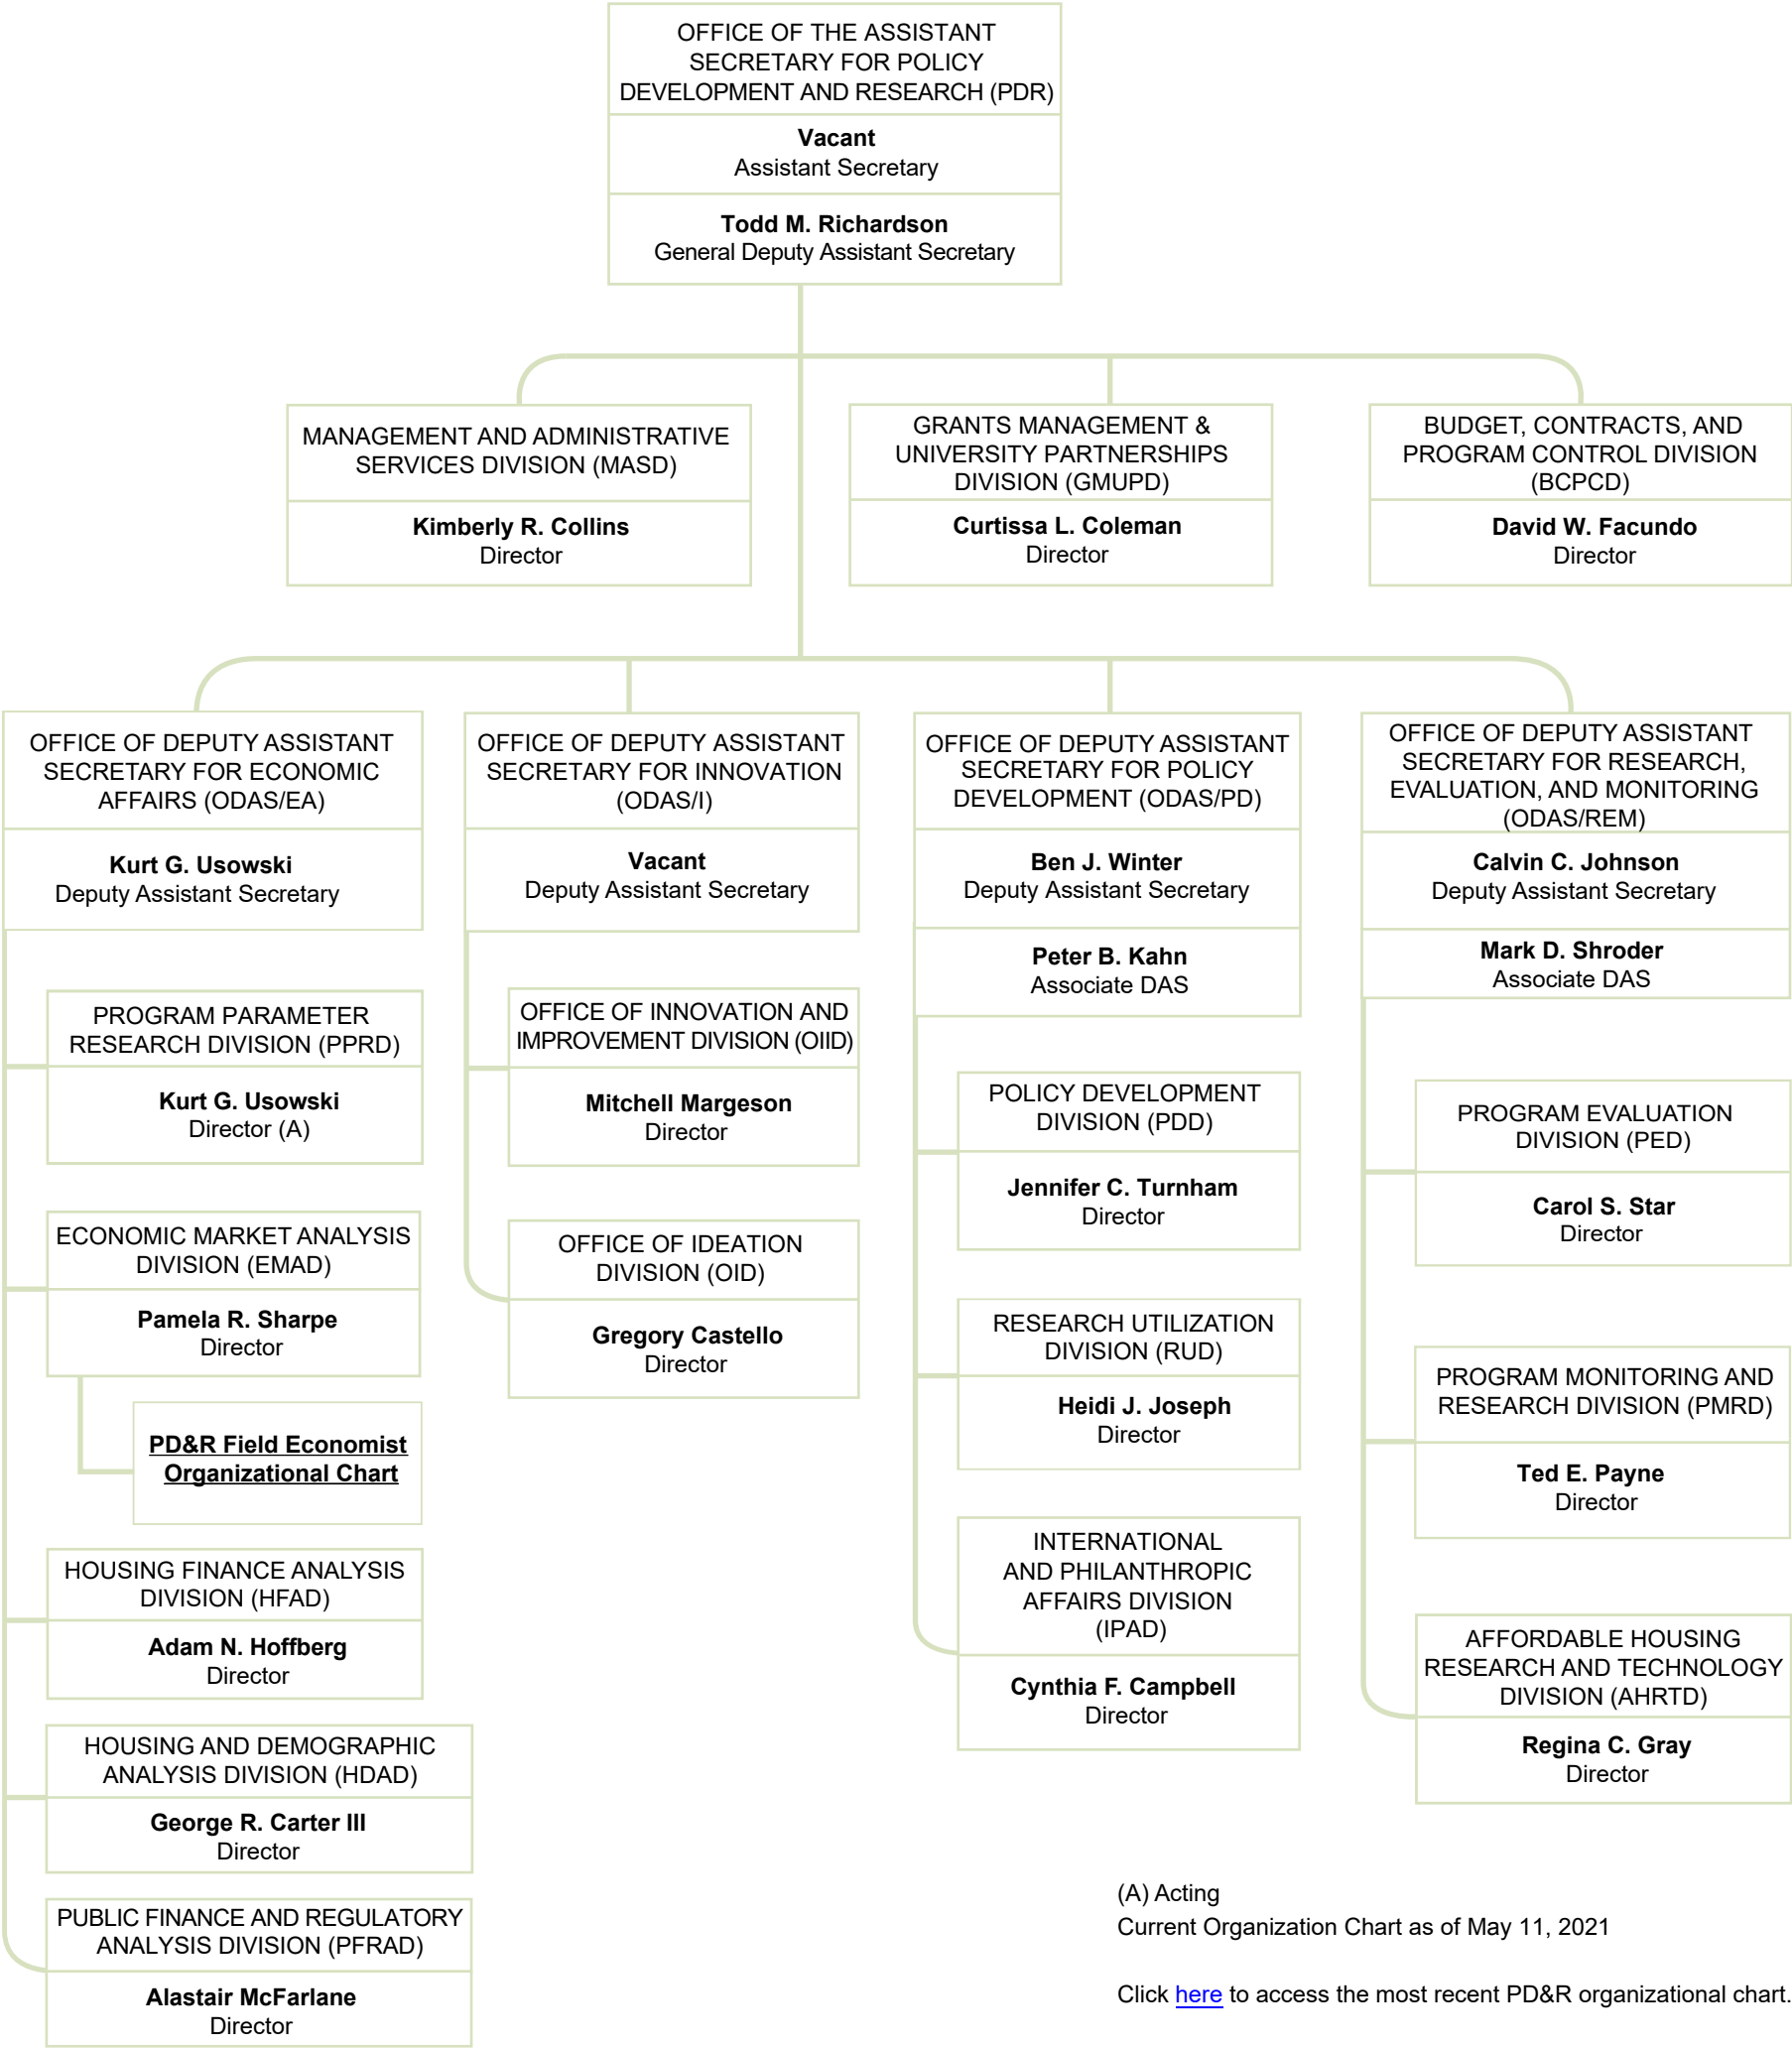 OFFICE OF THE ASSISTANT
SECRETARY FOR POLICY
DEVELOPMENT AND RESEARCH (PDR)
Vacant
Assistant Secretary
Todd M. Richardson
General Deputy Assistant Secretary
MANAGEMENT AND ADMINISTRATIVE
SERVICES DIVISION (MASD)
Kimberly R. Collins
Director
GRANTS MANAGEMENT &
UNIVERSITY PARTNERSHIPS
DIVISION (GMUPD)
Curtissa L. Coleman
Director
BUDGET, CONTRACTS, AND
PROGRAM CONTROL DIVISION
(BCPCD)
David W. Facundo
Director
OFFICE OF DEPUTY ASSISTANT
SECRETARY FOR ECONOMIC
AFFAIRS (ODAS/EA)
Kurt G. Usowski
Deputy Assistant Secretary
PROGRAM PARAMETER
RESEARCH DIVISION (PPRD)
Kurt G. Usowski
Director (A)
ECONOMIC MARKET ANALYSIS
DIVISION (EMAD)
Pamela R. Sharpe
Director
PD&R Field Economist
Organizational Chart
HOUSING FINANCE ANALYSIS
DIVISION (HFAD)
Adam N. Hoffberg
Director
HOUSING AND DEMOGRAPHIC
ANALYSIS DIVISION (HDAD)
George R. Carter III
Director
PUBLIC FINANCE AND REGULATORY
ANALYSIS DIVISION (PFRAD)
Alastair McFarlane
Director
OFFICE OF DEPUTY ASSISTANT
SECRETARY FOR INNOVATION
(ODAS/I)
Vacant
Deputy Assistant Secretary
OFFICE OF INNOVATION AND
IMPROVEMENT DIVISION (OIID)
Mitchell Margeson
Director
OFFICE OF IDEATION
DIVISION (OID)
Gregory Castello
Director
OFFICE OF DEPUTY ASSISTANT
SECRETARY FOR POLICY
DEVELOPMENT (ODAS/PD)
Ben J. Winter
Deputy Assistant Secretary
Peter B. Kahn
Associate DAS
POLICY DEVELOPMENT
DIVISION (PDD)
Jennifer C. Turnham
Director
RESEARCH UTILIZATION
DIVISION (RUD)
Heidi J. Joseph
Director
INTERNATIONAL
AND PHILANTHROPIC
AFFAIRS DIVISION
(IPAD)
Cynthia F. Campbell
Director
OFFICE OF DEPUTY ASSISTANT
SECRETARY FOR RESEARCH,
EVALUATION, AND MONITORING
(ODAS/REM)
Calvin C. Johnson
Deputy Assistant Secretary
Mark D. Shroder
Associate DAS
PROGRAM EVALUATION
DIVISION (PED)
Carol S. Star
Director
PROGRAM MONITORING AND
RESEARCH DIVISION (PMRD)
Ted E. Payne
Director
AFFORDABLE HOUSING
RESEARCH AND TECHNOLOGY
DIVISION (AHRTD)
Regina C. Gray
Director
(A) Acting
Current Organization Chart as of May 11, 2021
Click here to access the most recent PD&R organizational chart.